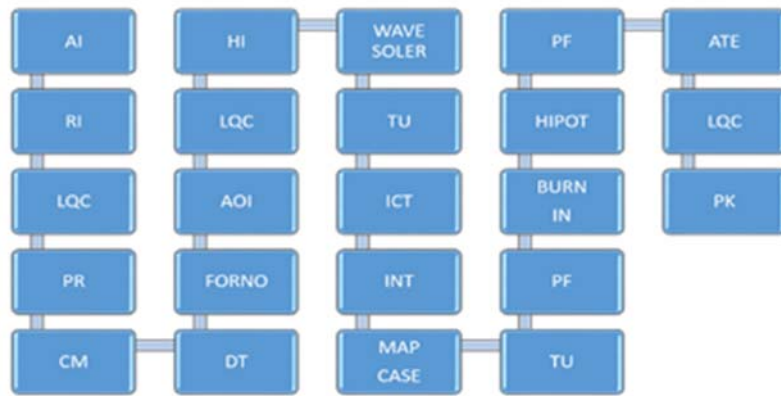 AI
RI
LQC
PR
CM
DT
FORNO
AOI
LQC
HI
WAVE
SOLER
TU
ICT
INT
MAP
CASE
TU
PF
BURN
IN
HIPOT
PF
ATE
LQC
PK